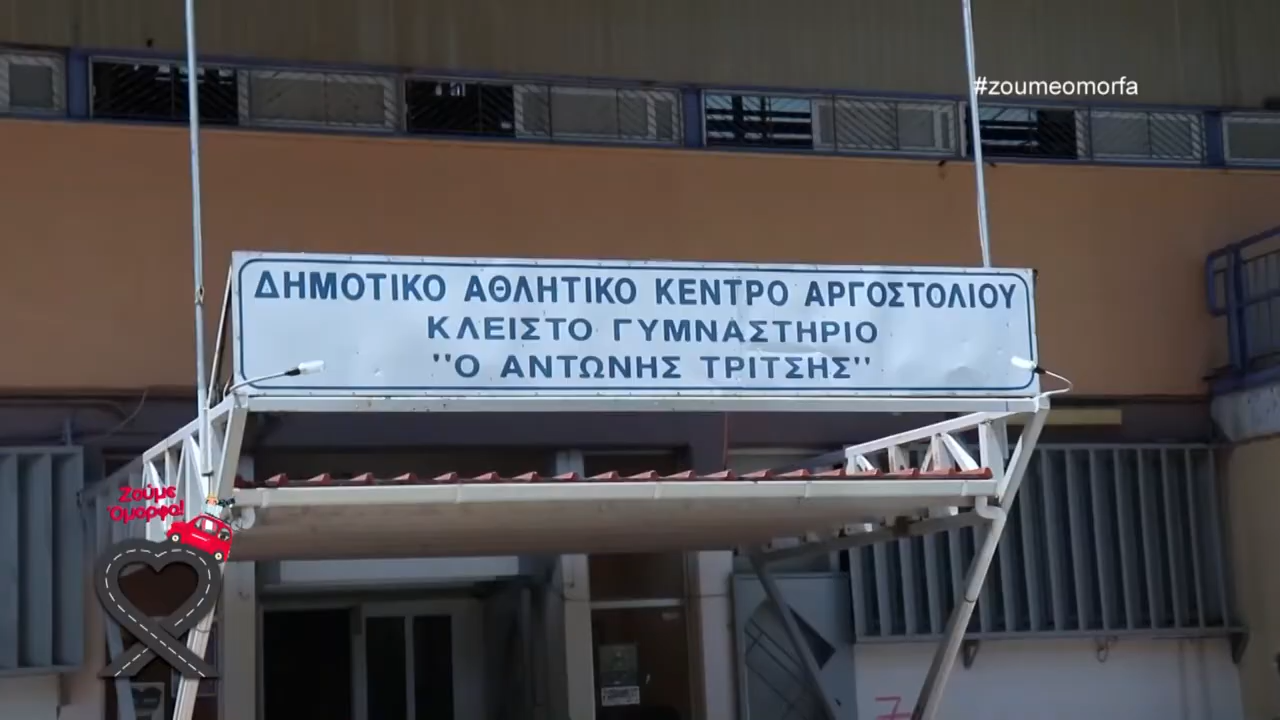 #zoumeomorfa
ΔΗΜΟΤΙΚΟ ΑΘΛΗΤΙΚΟ ΚΕΝΤΡΟ ΑΡΓΟΣΤΟΛΙΟΥ
ΚΛΕΙΣΤΟ ΓΥΜΝΑΣΤΗΡΙΟ
''Ο ΑΝΤΩΝΗΣ ΤΡΙΤΣΗΣ''
Ζούμε
Όμορφα!